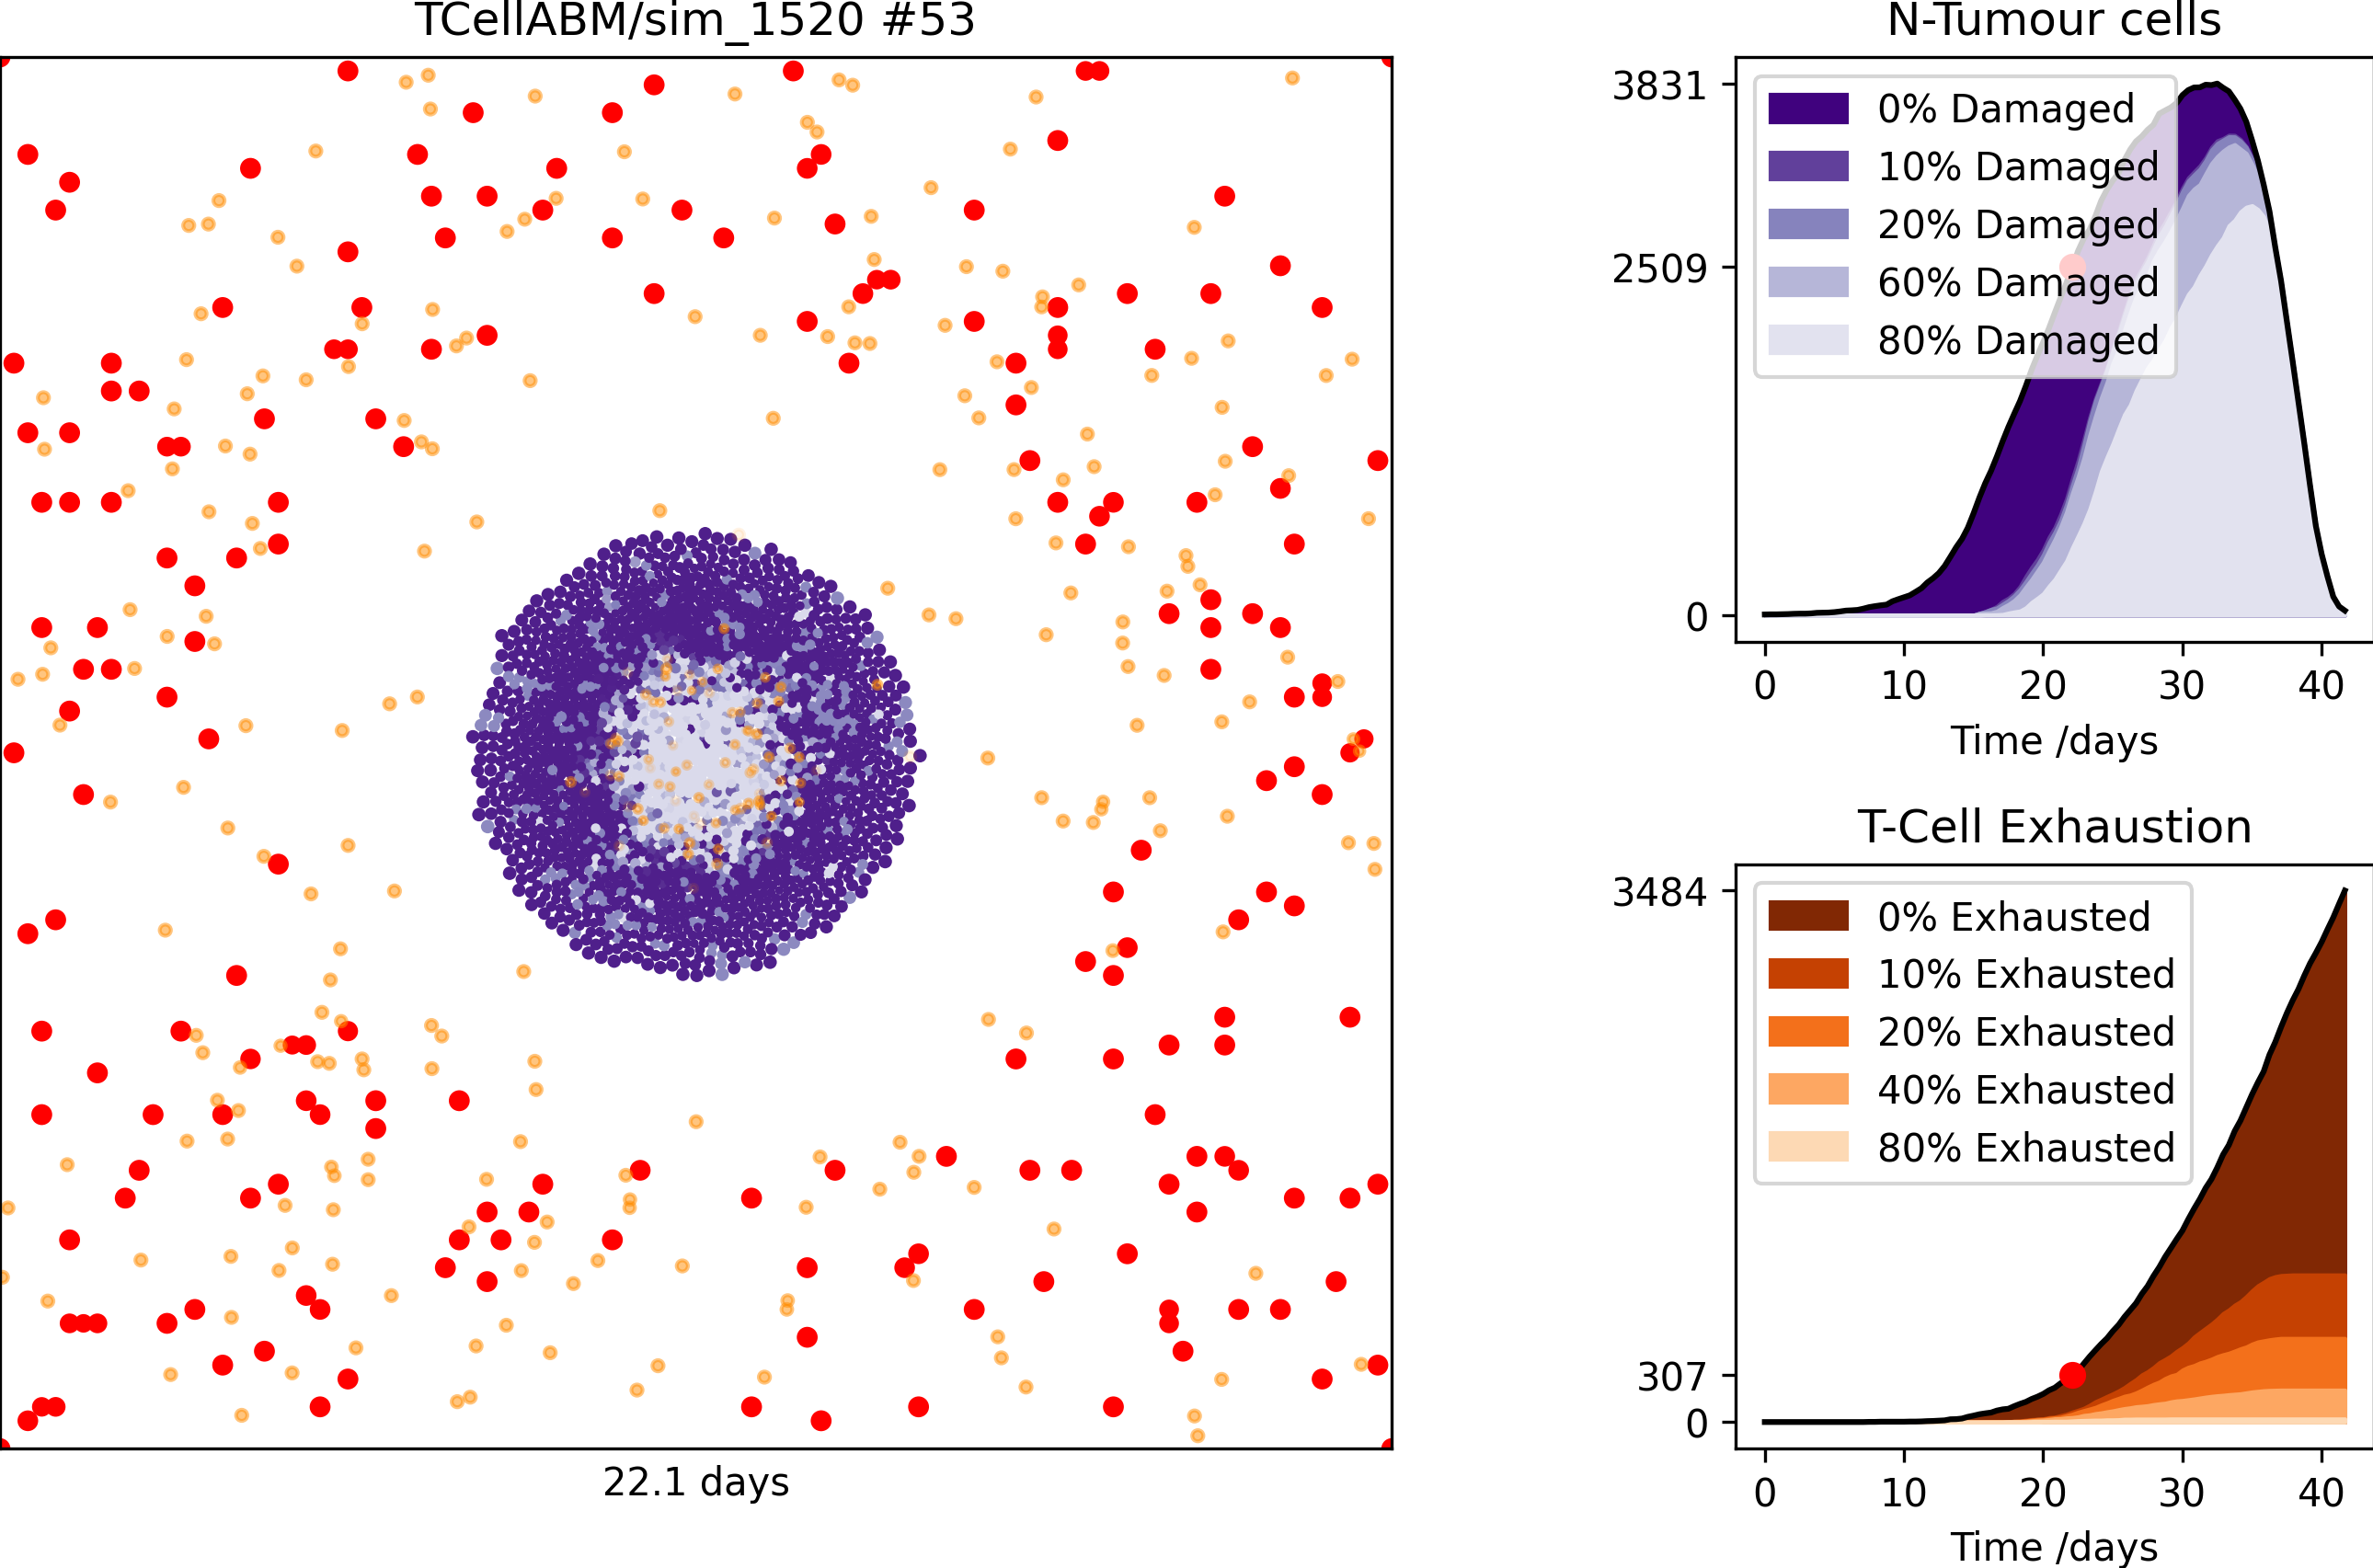 TCellABM/sim_1520 #53
22.1 days
N-Tumour cells
3831
2509
0
0% Damaged
10% Damaged
20% Damaged
60% Damaged
80% Damaged
0 10 20 30 40
Time /days
T-Cell Exhaustion
3484
307
0
0% Exhausted
10% Exhausted
20% Exhausted
40% Exhausted
80% Exhausted
0 10 20 30 40
Time /days